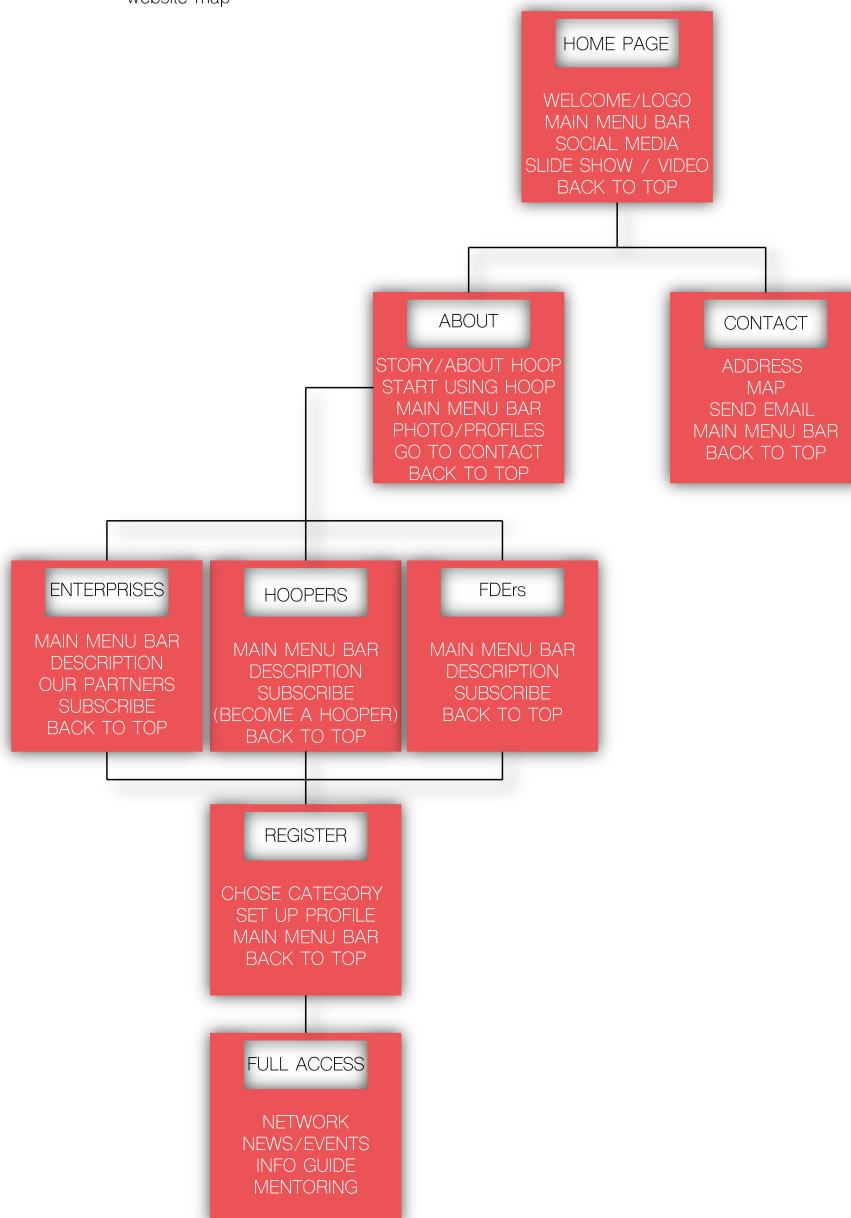 website map
HOME PAGE
WELCOME/LOGO
MAIN MENU BAR
SOCIAL MEDIA
SLIDE SHOW / VIDEO
BACK TO TOP
ABOUT
STORY/ABOUT HOOP
START USING HOOP
MAIN MENU BAR
PHOTO/PROFILES
GO TO CONTACT
BACK TO TOP
CONTACT
ADDRESS
MAP
SEND EMAIL
MAIN MENU BAR
BACK TO TOP
ENTERPRISES
MAIN MENU BAR
DESCRIPTION
OUR PARTNERS
SUBSCRIBE
BACK TO TOP
HOOPERS
MAIN MENU BAR
DESCRIPTION
SUBSCRIBE
(BECOME A HOOPER)
BACK TO TOP
FDErs
MAIN MENU BAR
DESCRIPTION
SUBSCRIBE
BACK TO TOP
REGISTER
CHOSE CATEGORY
SET UP PROFILE
MAIN MENU BAR
BACK TO TOP
FULL ACCESS
NETWORK
NEWS/EVENTS
INFO GUIDE
MENTORING